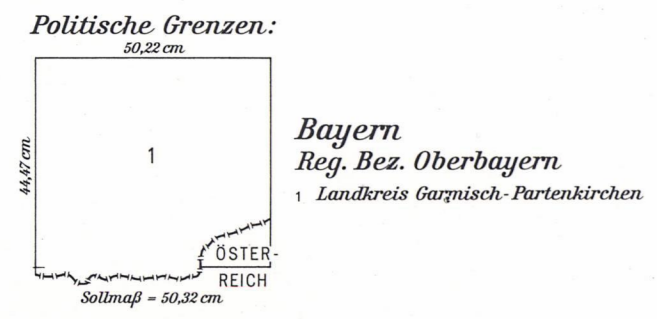 Politische Grenzen:
50,22 cm
44,47 cm
1
ÖSTER-
REICH
Sollmaß = 50,32 cm
Bayern
Reg. Bez. Oberbayern
1 Landkreis Garmisch-Partenkirchen